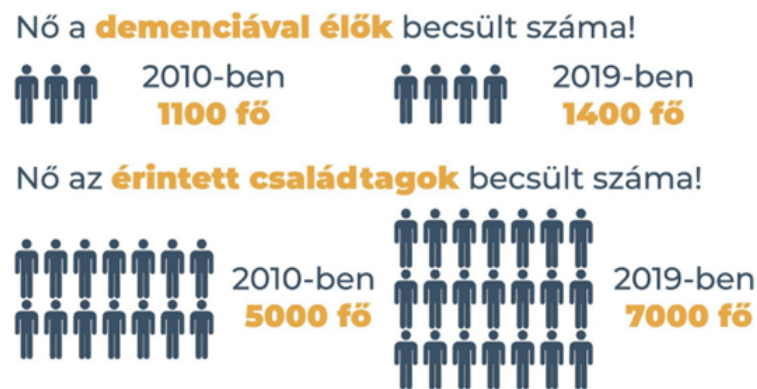 Nő a demenciával élők becsült száma!
2010-ben
1100 fő
2019-ben
1400 fő
Nő az érintett családtagok becsült száma!
2010-ben
5000 fő
2019-ben
7000 fő